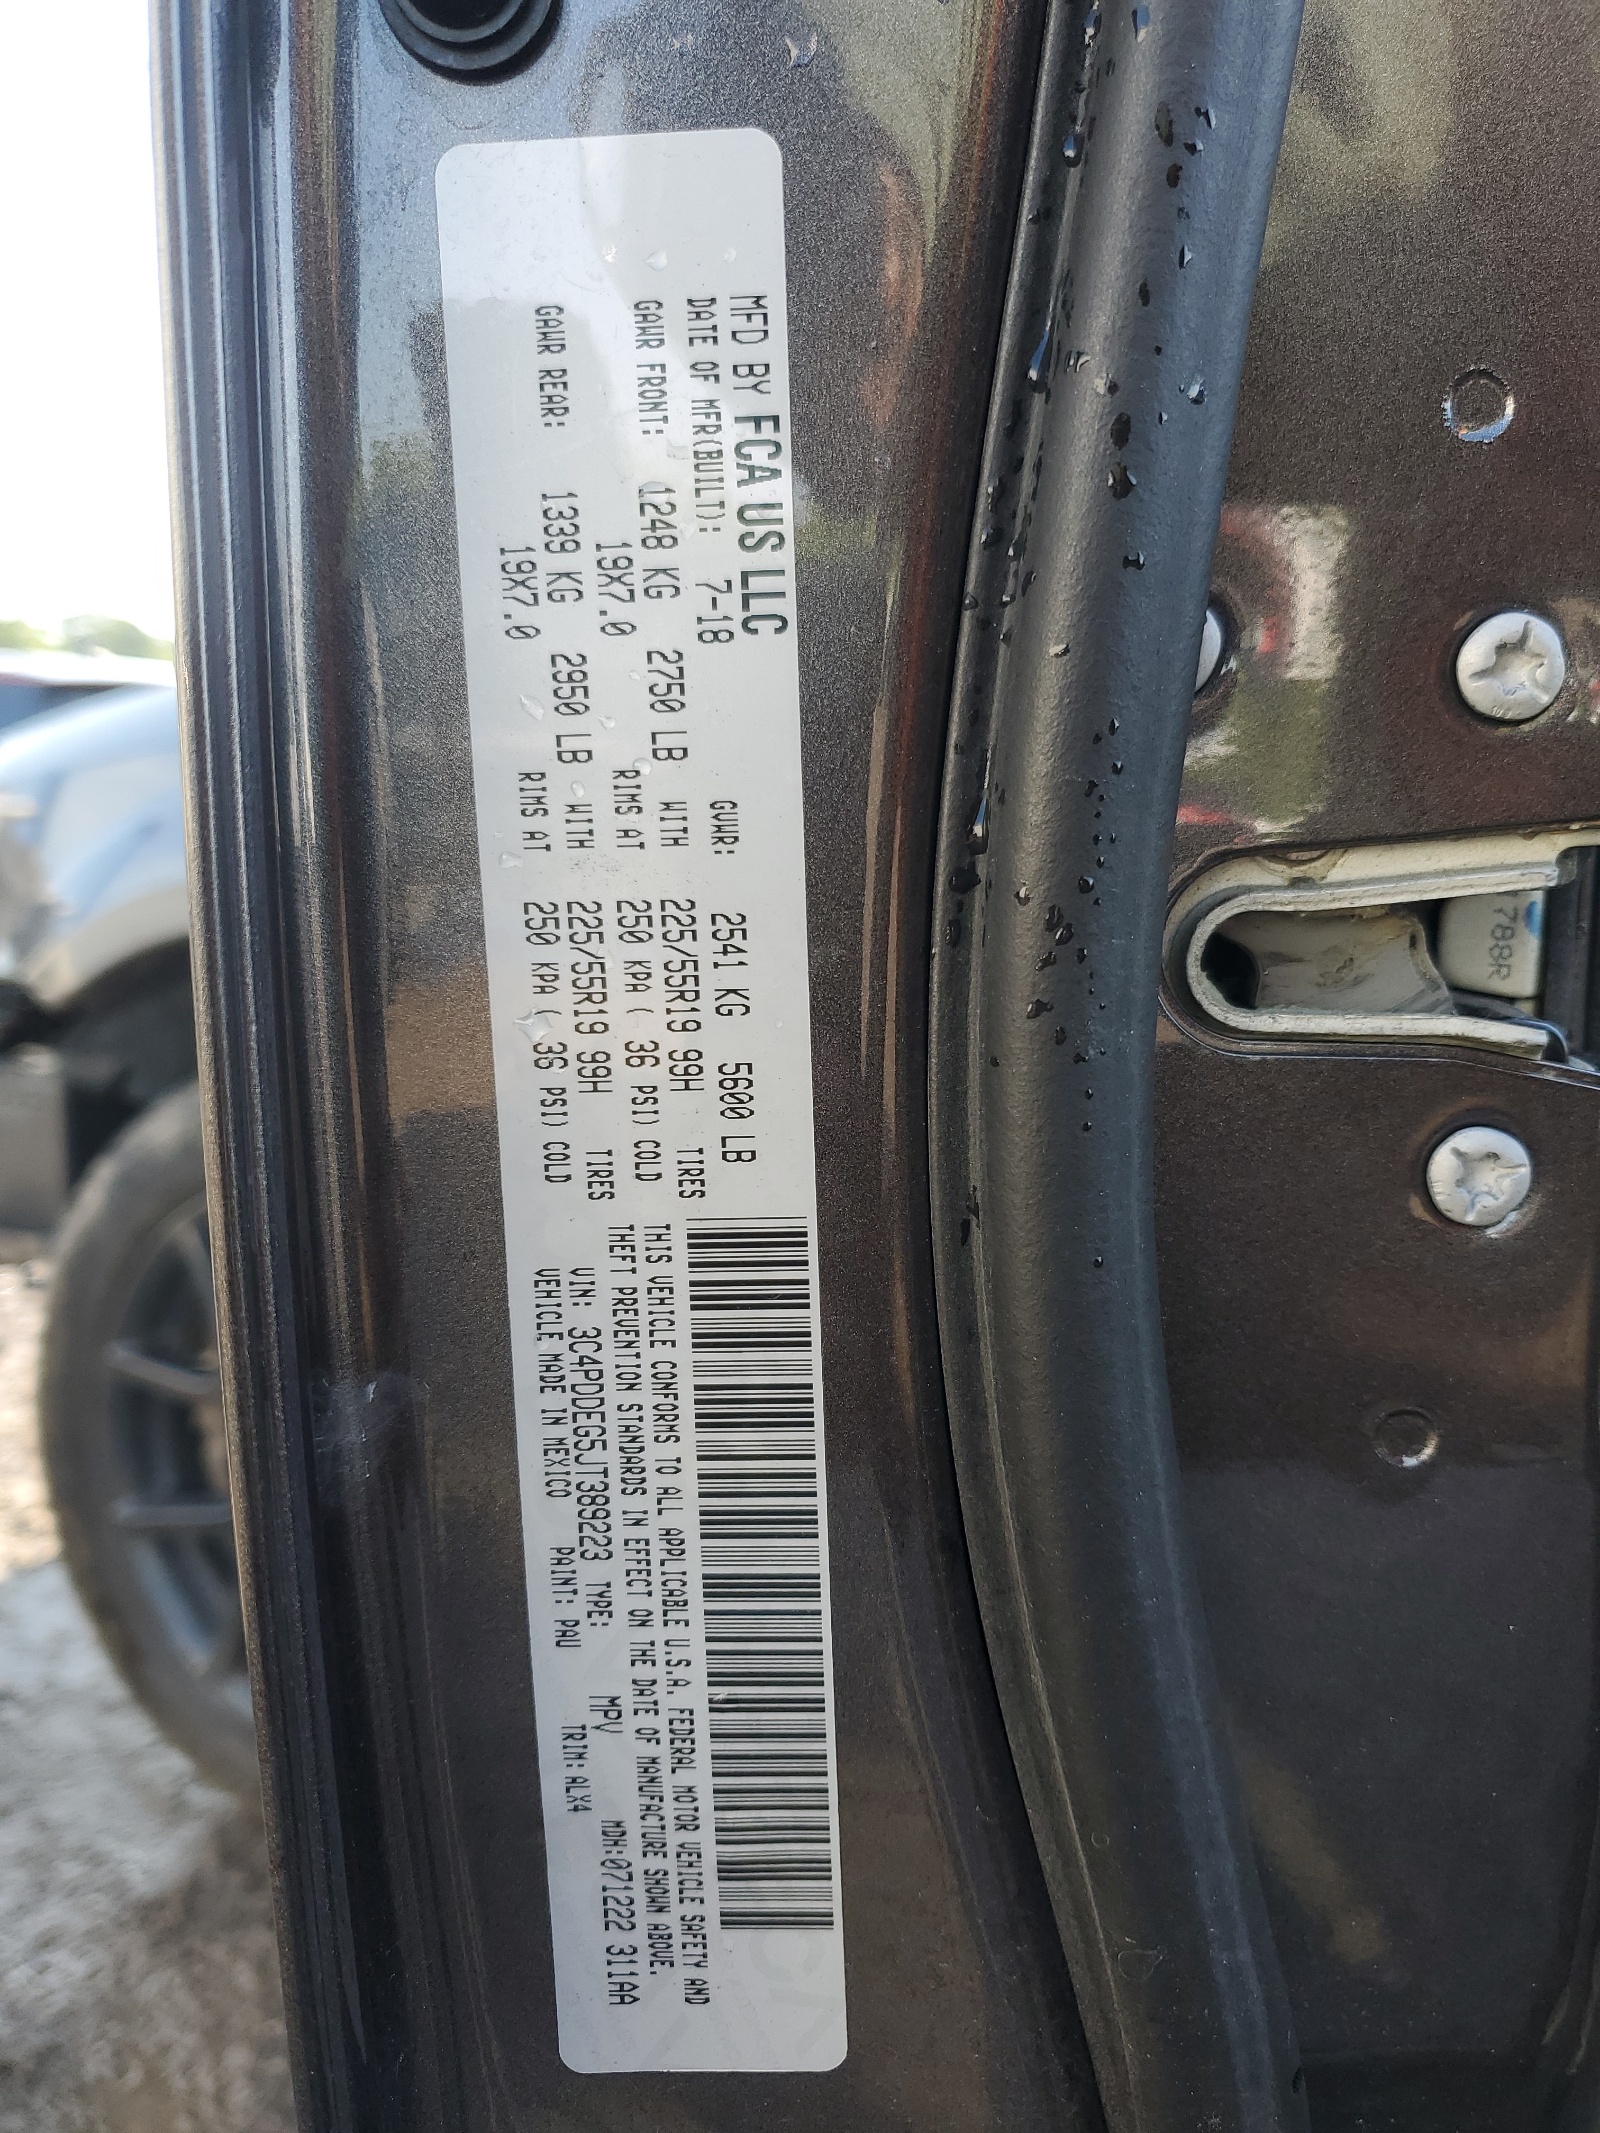 MFD BY FCA US LLC
DATE OF MFR(BUILT): 7-18 GVWR: 2541 KG 5600 LB
GAWR FRONT: 1248 KG 2750 LB WITH 225/55R19 99H TIRES
19X7.0 RIMS AT 250 KPA ( 36 PSI) COLD
GAWR REAR: 1339 KG 2950 LB WITH 225/55R19 99H TIRES
19X7.0 RIMS AT 250 KPA ( 36 PSI) COLD
THIS VEHICLE CONFORMS TO ALL APPLICABLE U.S.A. FEDERAL MOTOR VEHICLE SAFETY AND
THEFT PREVENTION STANDARDS IN EFFECT ON THE DATE OF MANUFACTURE SHOWN ABOVE.
VIN: 3C4PDDEG5JT389223 TYPE: MPV MDH:071222 311AA
VEHICLE MADE IN MEXICO PAINT: PAU TRIM: ALX4
788R